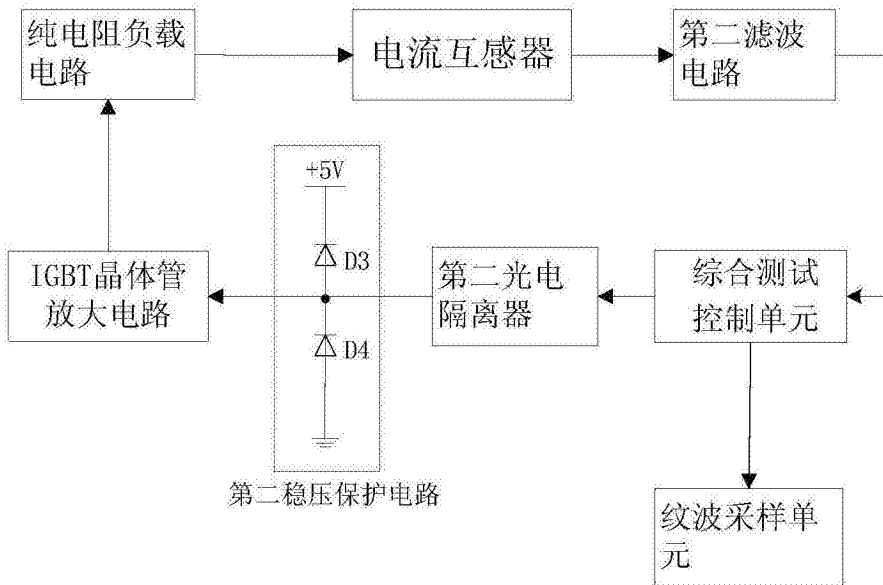 纯电阻负载
电路
电流互感器
第二滤波
电路
+5V
D3
D4
IGBT晶体管
放大电路
第二光电
隔离器
综合测试
控制单元
第二稳压保护电路
纹波采样单
元